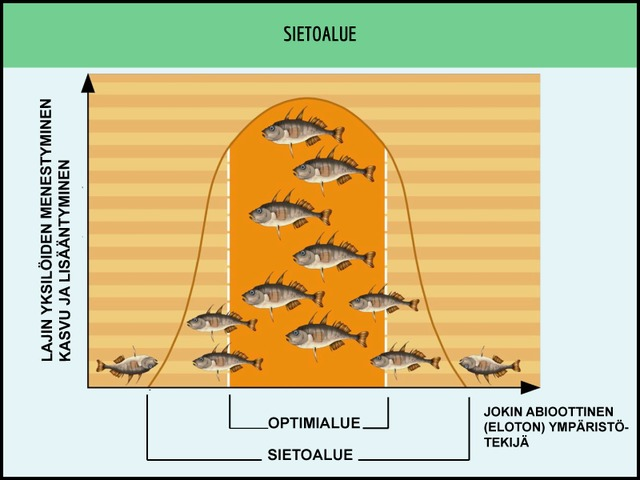 SIETOALUE
LAJIN YKSILÖIDEN MENESTYMINEN
KASVU JA LISÄÄNTYMINEN
OPTIMIALUE
SIETOALUE
JOKIN ABIOOTTINEN
(ELOTON) YMPÄRISTÖ-
TEKIJÄ